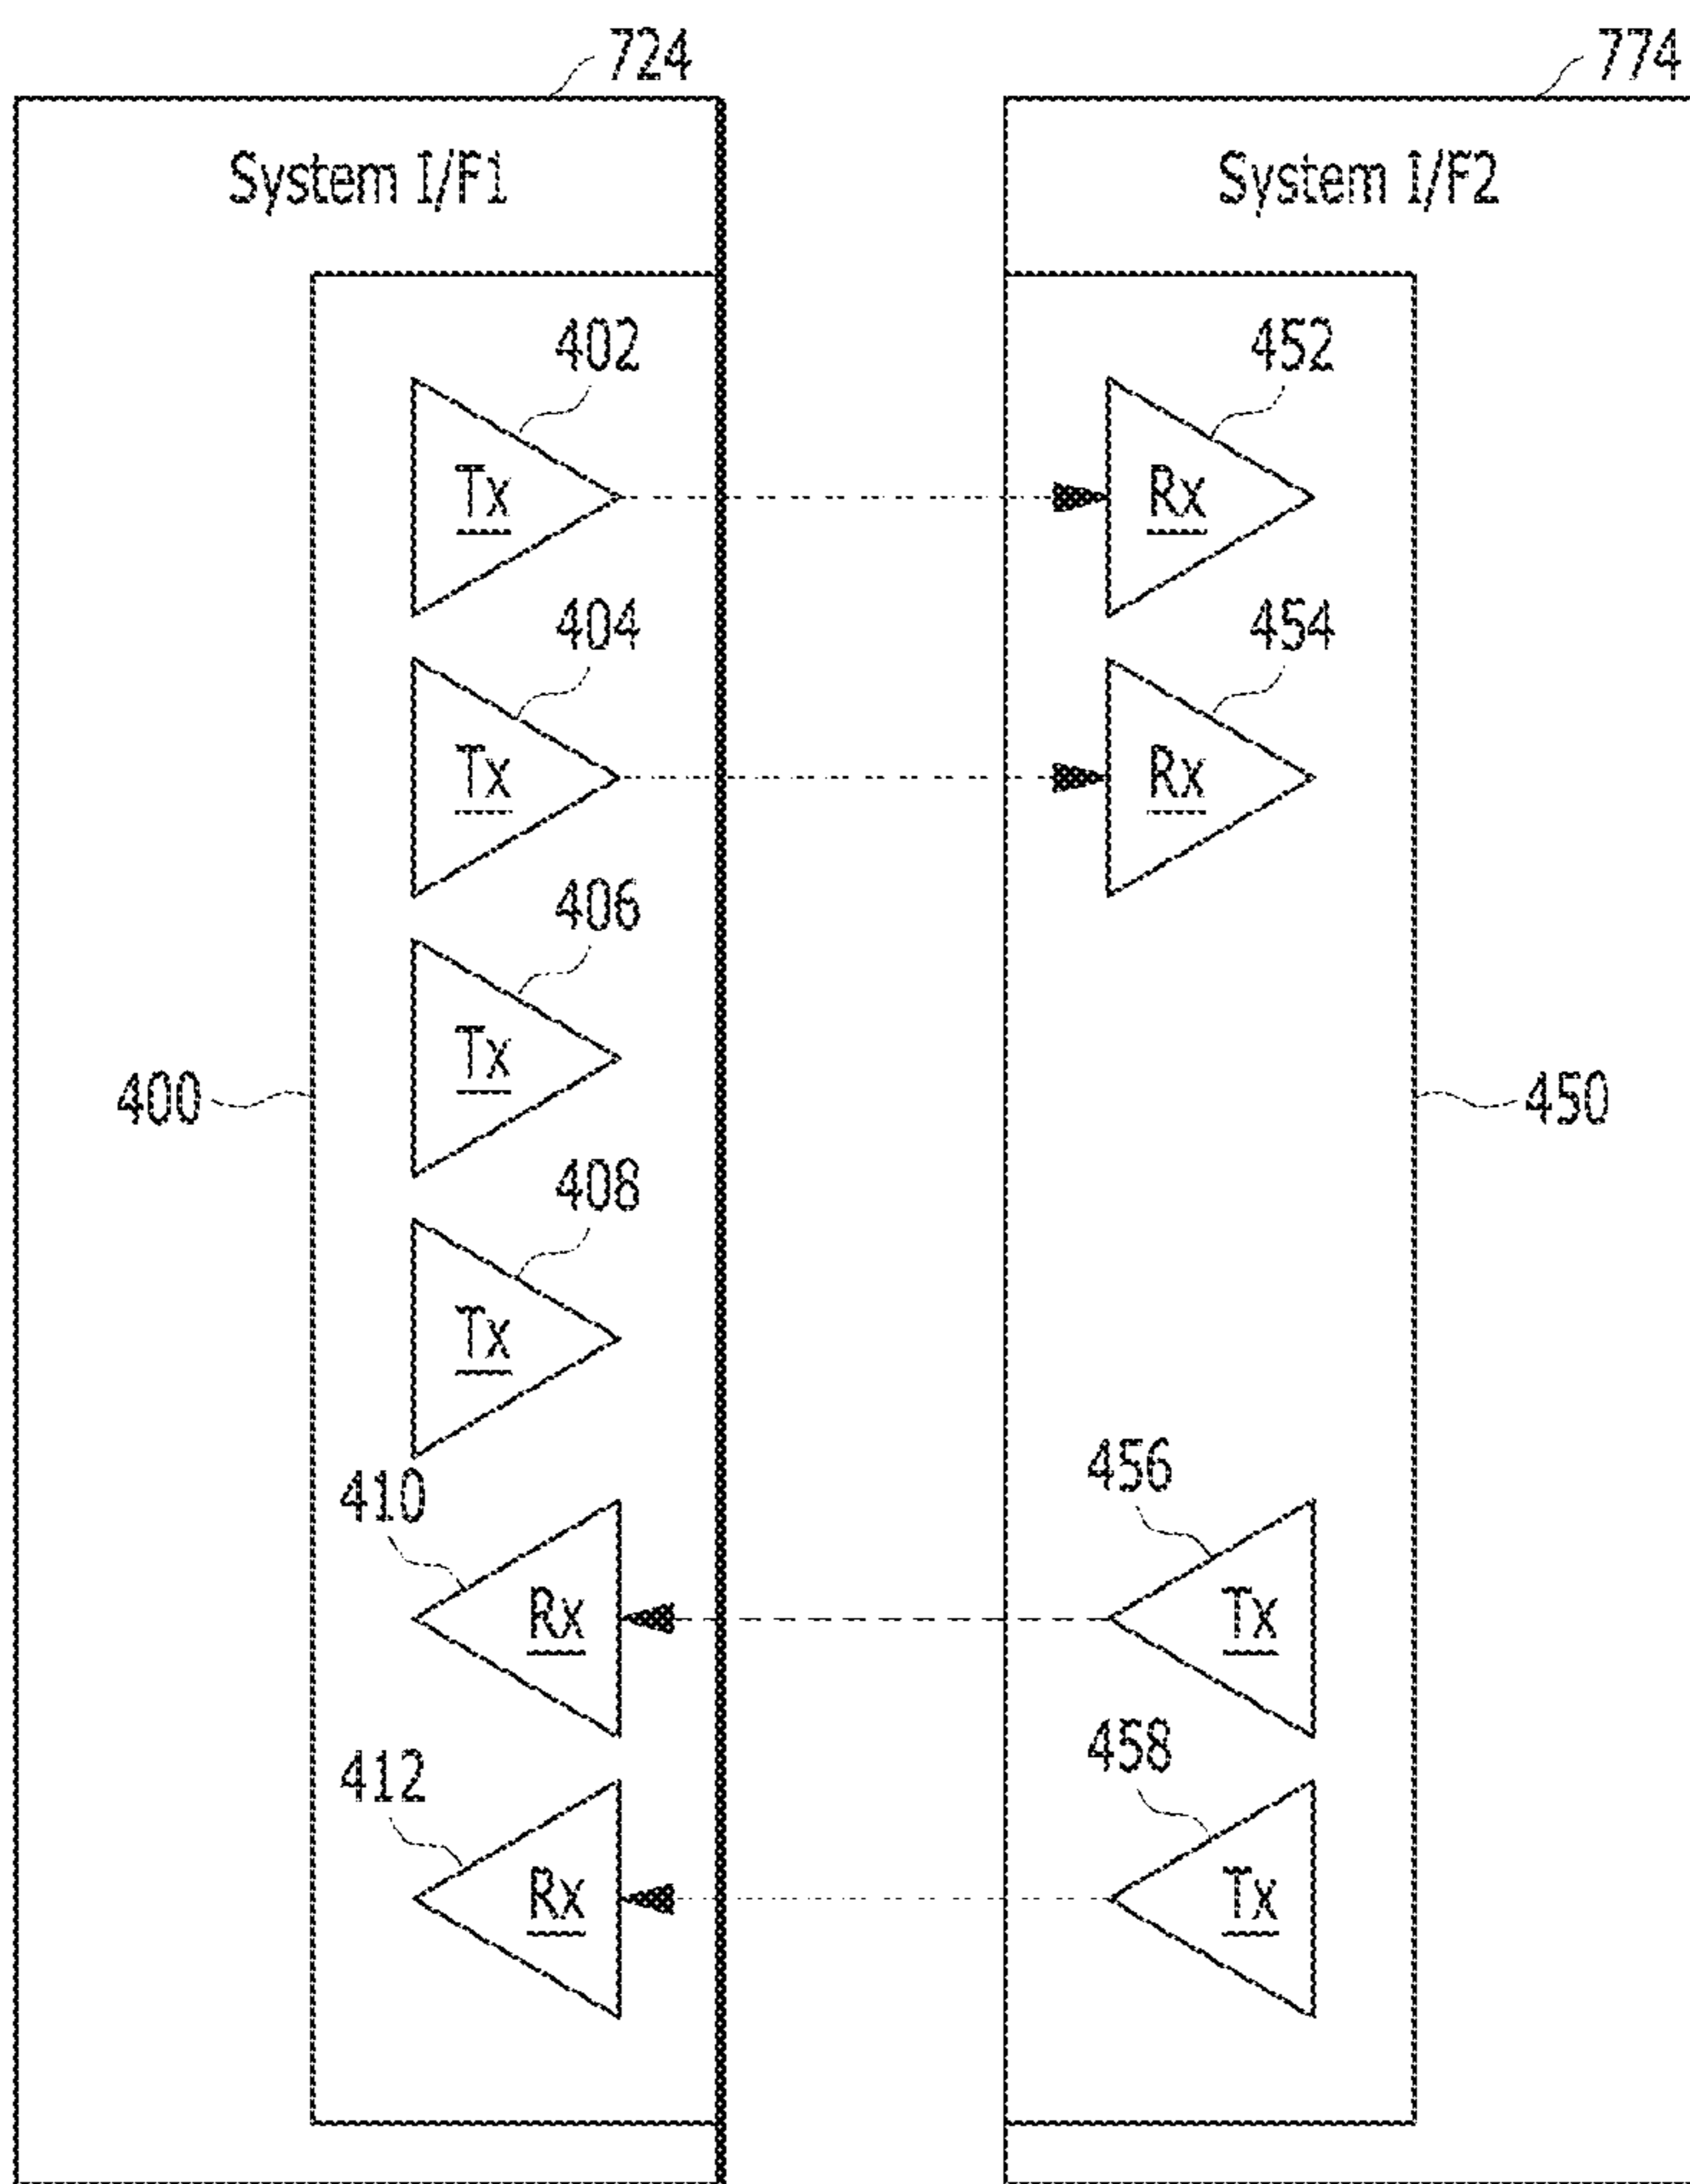 724
774
System I/F1
System I/F2
402
452
Tx
Rx
404
454
Tx
Rx
406
Tx
400
450
408
Tx
410
456
Rx
Tx
412
458
Rx
Tx